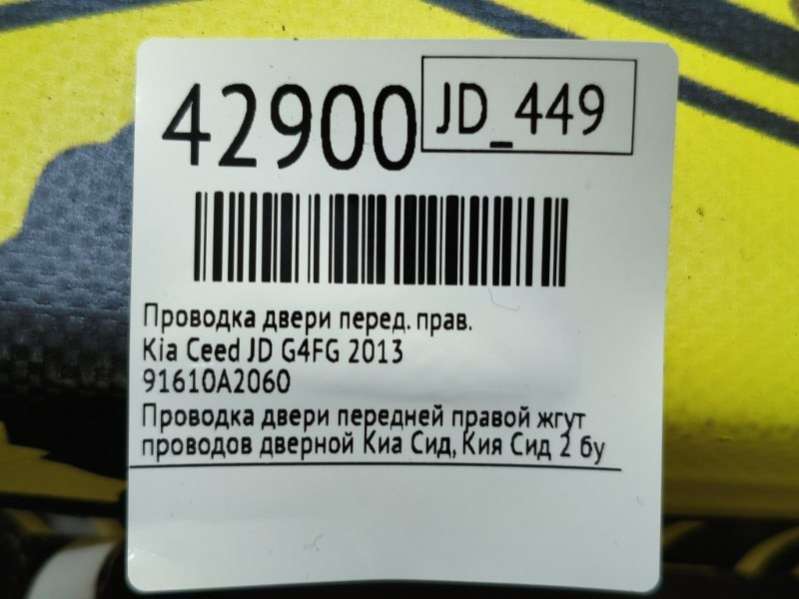 42900
JD_449
Проводка двери перед. прав.
Kia Ceed JD G4FG 2013
91610A2060
Проводка двери передней правой жгут
проводов дверной Киа Сид, Кия Сид 2 бу